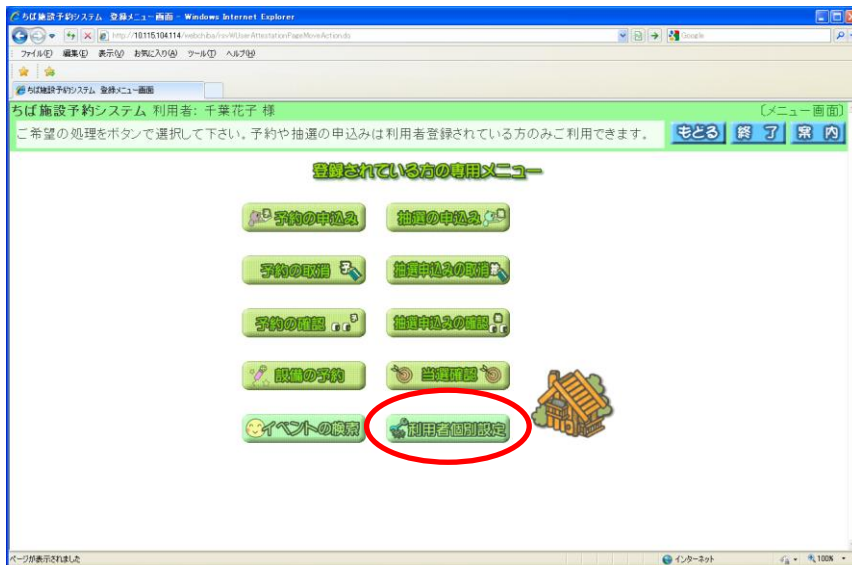 ちば施設予約システム 登録メニュー画面 - Windows Internet Explorer
http://10.115.104.114/webchiba/rsvWUserAttestationPageMoveAction.do
Google
ファイル(F) 編集(E) 表示(V) お気に入り(A) ツール(T) ヘルプ(H)
ちば施設予約システム 登録メニュー画面
ちば施設予約システム 利用者: 千葉花子 様 〔メニュー画面〕
ご希望の処理をボタンで選択して下さい。予約や抽選の申込みは利用者登録されている方のみご利用できます。 もどる 終 了 案 内
登録されている方の専用メニュー
予約の申込み 抽選の申込み
予約の取消 抽選申込みの取消
予約の確認 抽選申込みの確認
設備の予約 当選確認
イベントの検索 利用者個別設定
ページが表示されました インターネット 100%